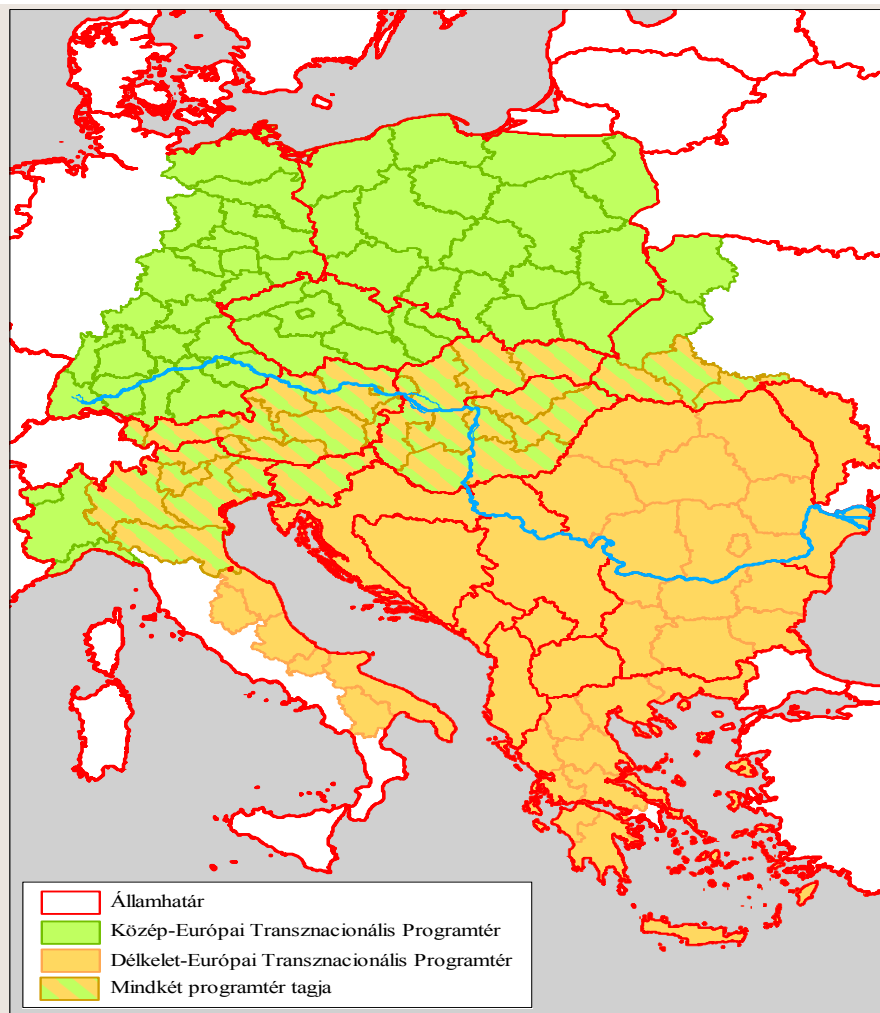 Államhatár
Közép-Európai Transznacionális Programtér
Délkelet-Európai Transznacionális Programtér
Mindkét programtér tagja